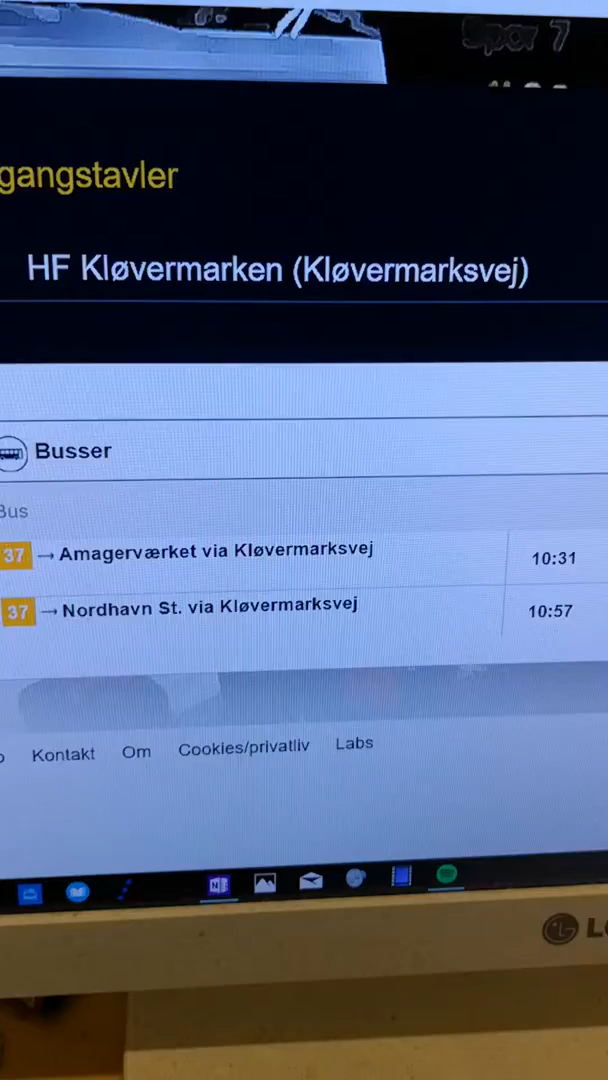 Spor 7
gangstavler
HF Kløvermarken (Kløvermarksvej)
Busser
Bus
37 → Amagerværket via Kløvermarksvej 10:31
37 → Nordhavn St. via Kløvermarksvej 10:57
Kontakt Om Cookies/privatliv Labs
N
LG